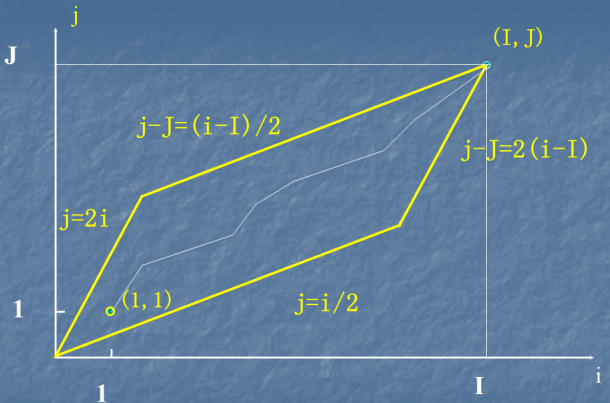 j
(I,J)
J
j-J=(i-I)/2
j-J=2(i-I)
j=2i
(1,1)
j=i/2
1
i
1
I